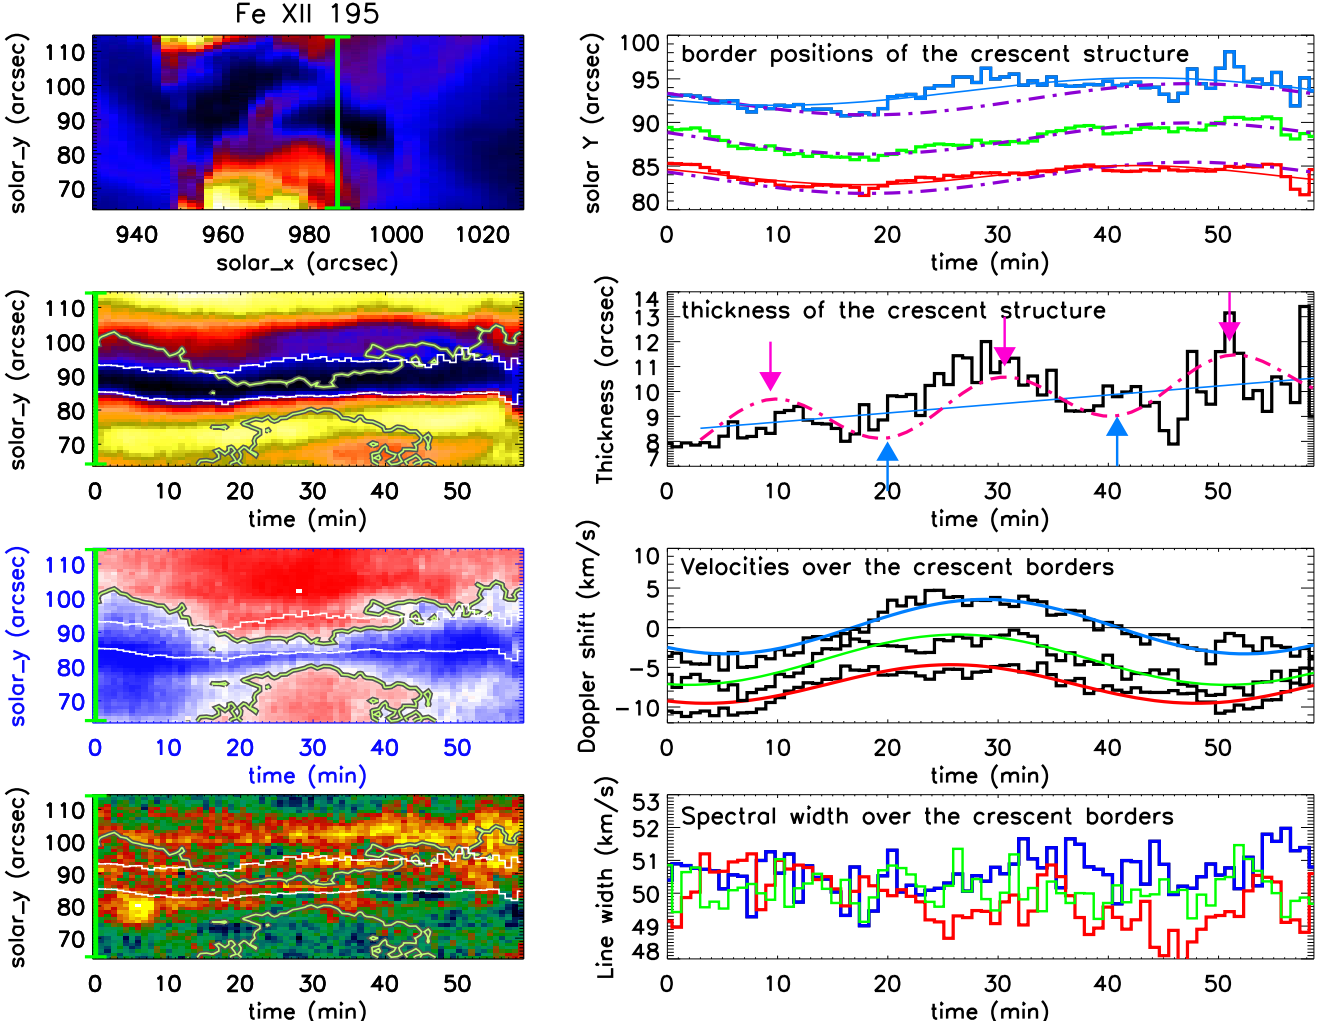 Fe XII 195
solar_y (arcsec)
110
100
90
80
70
940 960 980 1000 1020
solar_x (arcsec)
solar Y (arcsec)
100
95
90
85
80
border positions of the crescent structure
0 10 20 30 40 50
time (min)
solar_y (arcsec)
110
100
90
80
70
0 10 20 30 40 50
time (min)
Thickness (arcsec)
14
13
12
11
10
9
8
7
thickness of the crescent structure
0 10 20 30 40 50
time (min)
solar_y (arcsec)
110
100
90
80
70
0 10 20 30 40 50
time (min)
Doppler shift (km/s)
10
5
0
-5
-10
Velocities over the crescent borders
0 10 20 30 40 50
time (min)
solar_y (arcsec)
110
100
90
80
70
0 10 20 30 40 50
time (min)
Line width (km/s)
53
52
51
50
49
48
Spectral width over the crescent borders
0 10 20 30 40 50
time (min)